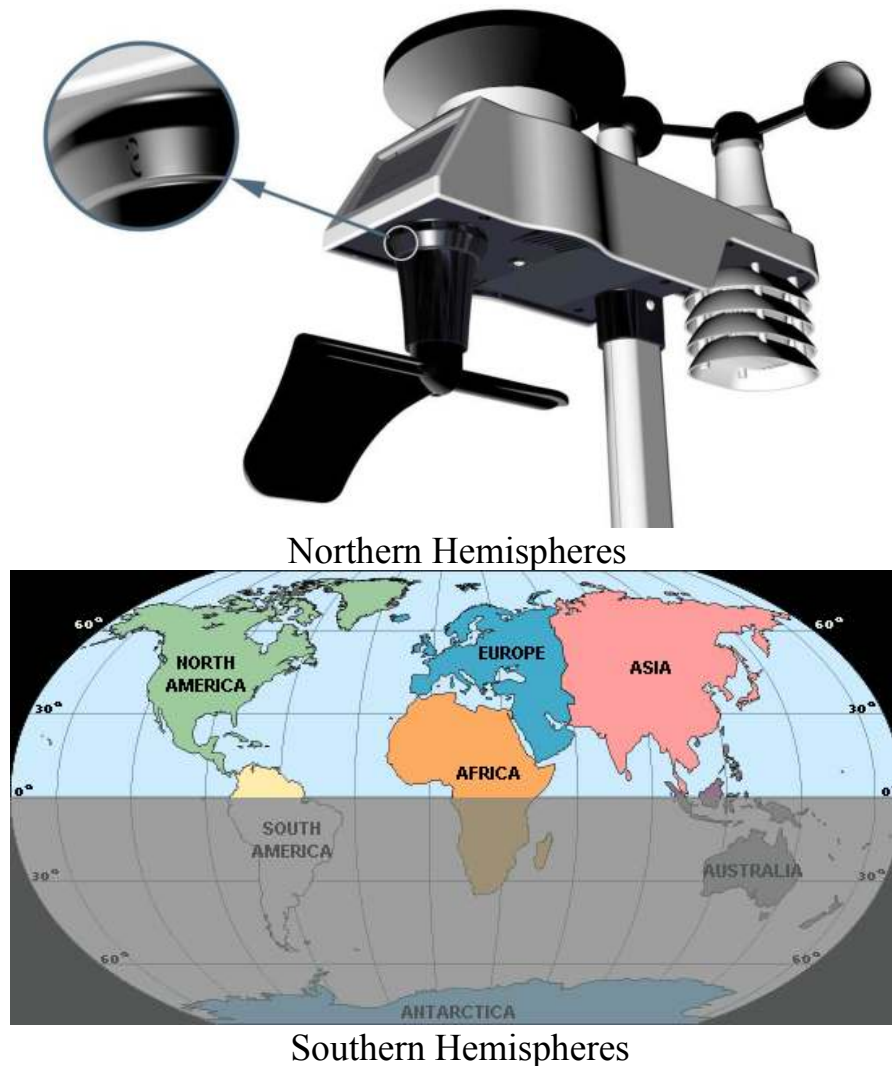 S
Northern Hemispheres
60°
60°
NORTH
AMERICA
EUROPE
ASIA
30°
30°
AFRICA
0°
0
SOUTH
AMERICA
AUSTRALIA
30°
30°
60°
60°
ANTARCTICA
Southern Hemispheres